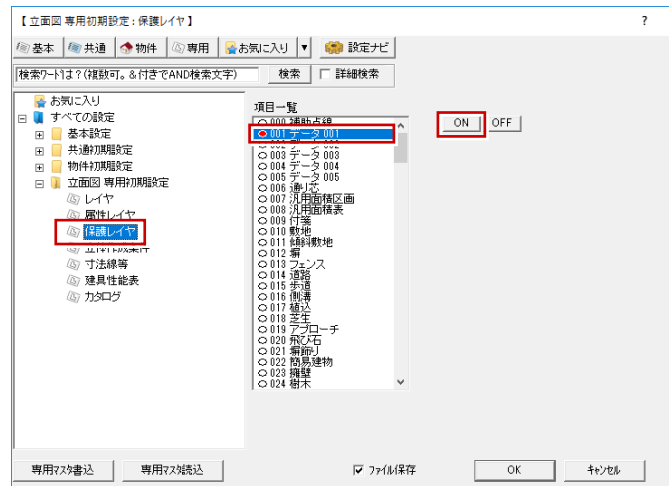 【 立面図 専用初期設定 : 保護レイヤ 】 ?
基本 共通 物件 専用 お気に入り ▼ 設定ナビ
検索ワードは？(複数可。&付きでAND検索文字) 検索 詳細検索
お気に入り
すべての設定
基本設定
共通初期設定
物件初期設定
立面図 専用初期設定
レイヤ
属性レイヤ
保護レイヤ
寸法線等
建具性能表
カタログ
項目一覧
000 補助点線
001 データ 001
002 データ 002
003 データ 003
004 データ 004
005 データ 005
006 通り芯
007 汎用面積区画
008 汎用面積表
009 付箋
010 敷地
011 傾斜敷地
012 塀
013 フェンス
014 道路
015 歩道
016 側溝
017 植込
018 芝生
019 アプローチ
020 飛び石
021 塀飾り
022 簡易建物
023 擁壁
024 樹木
ON OFF
専用マスタ書込 専用マスタ読込 ファイル保存 OK キャンセル